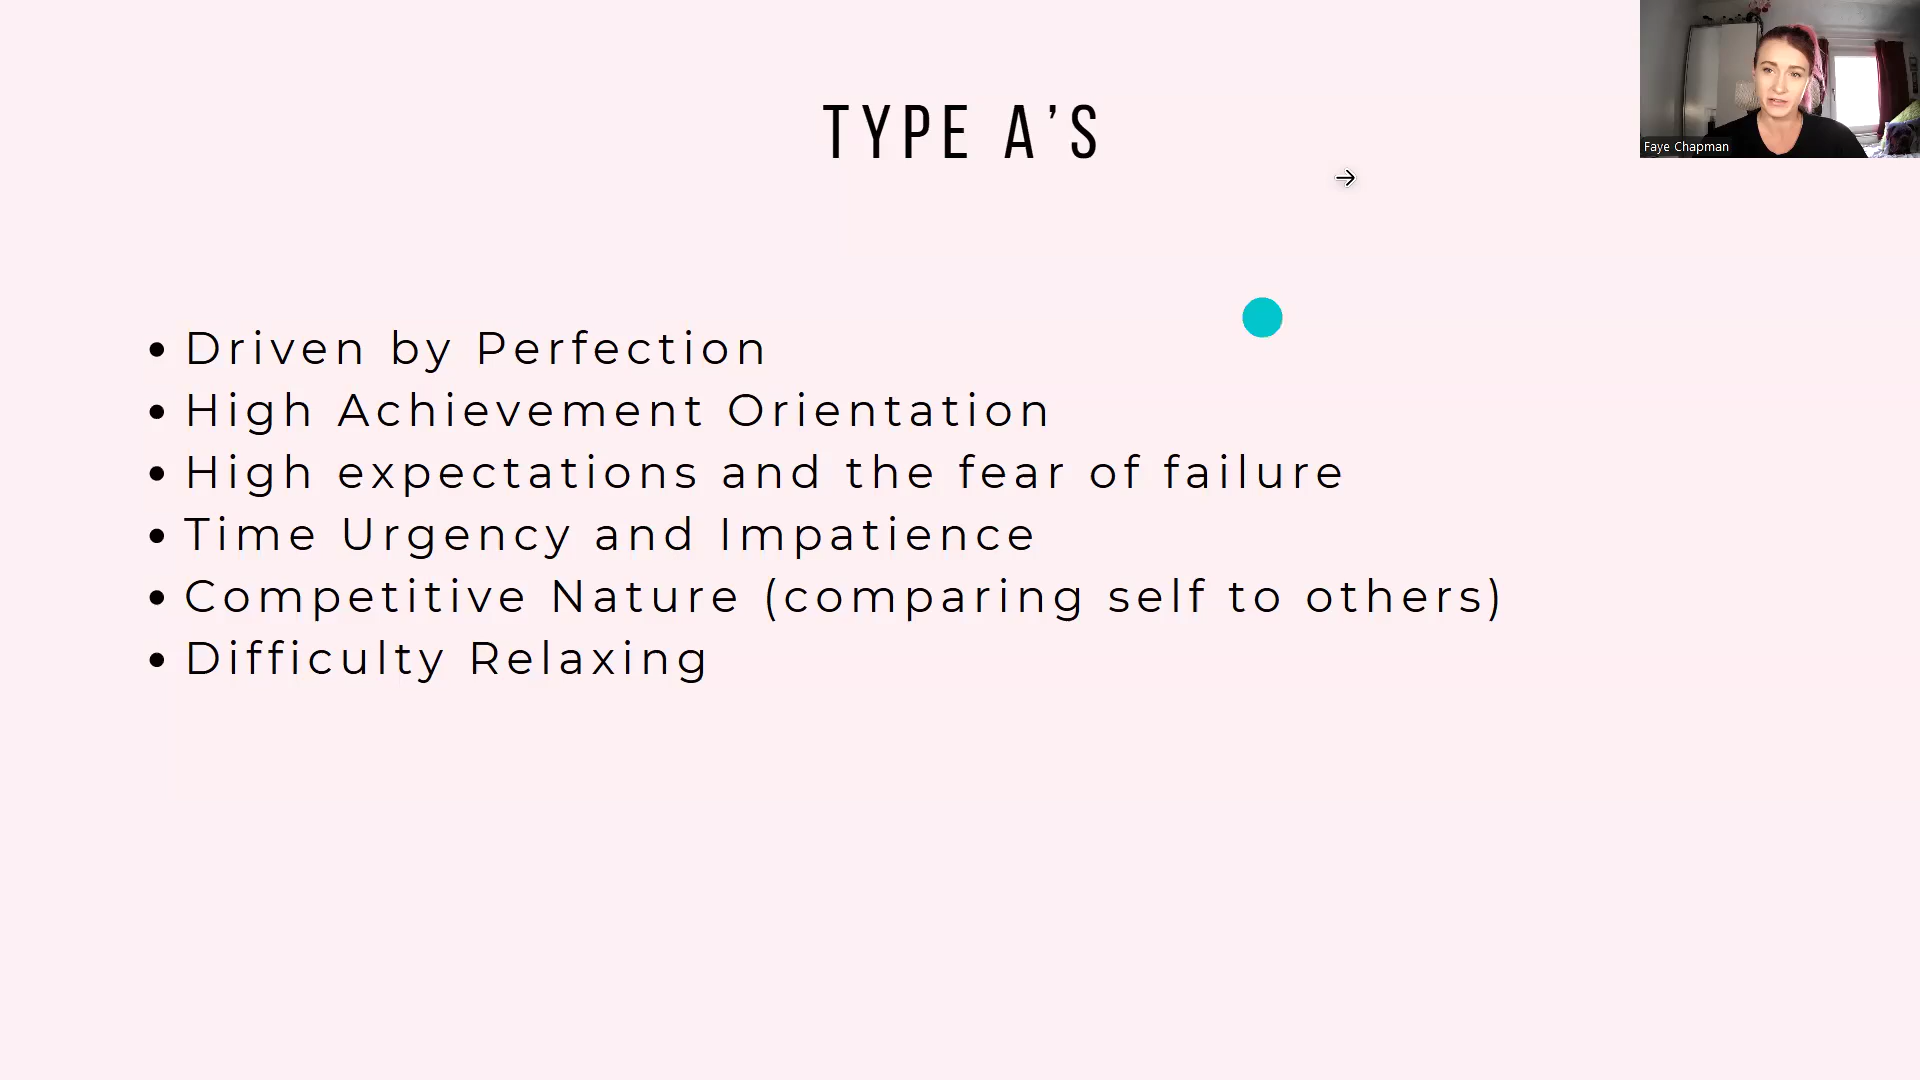 TYPE A'S
Faye Chapman
• Driven by Perfection
• High Achievement Orientation
• High expectations and the fear of failure
• Time Urgency and Impatience
• Competitive Nature (comparing self to others)
• Difficulty Relaxing